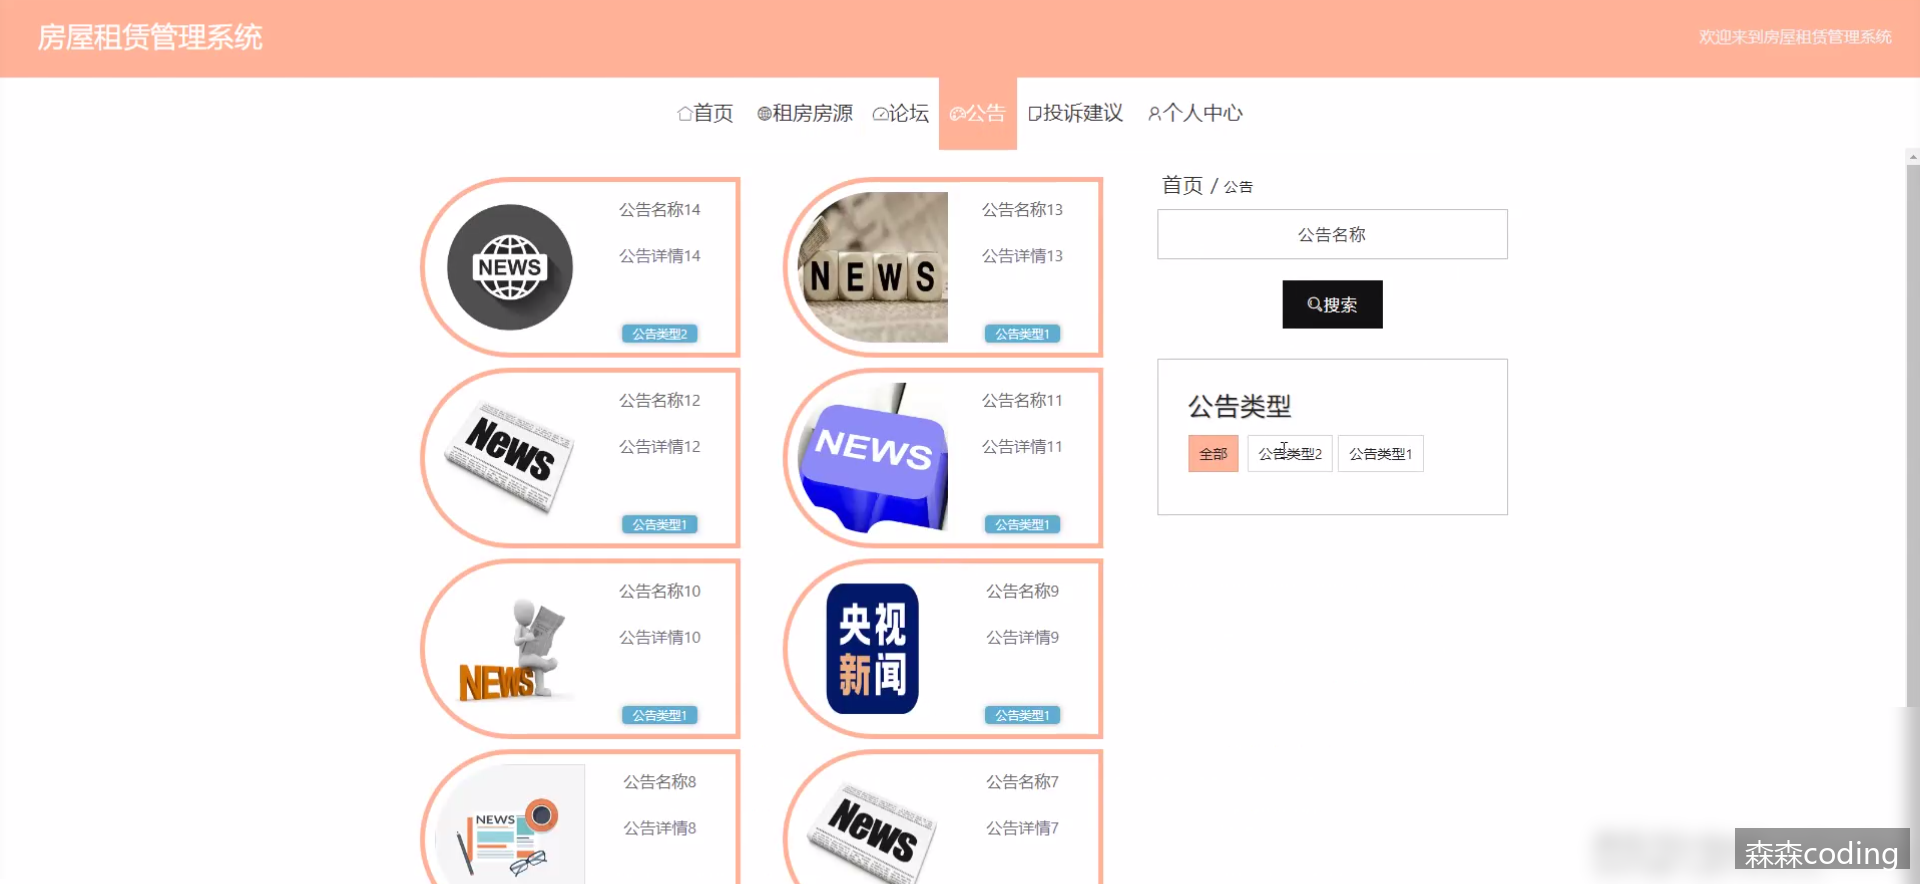 房屋租赁管理系统
欢迎来到房屋租赁管理系统
首页 租房房源 论坛 公告 投诉建议 个人中心
NEWS
公告名称14
公告详情14
公告类型2
NEWS
公告名称13
公告详情13
公告类型1
首页 / 公告
公告名称
搜索
公告类型
全部 公告类型2 公告类型1
News
公告名称12
公告详情12
公告类型1
NEWS
公告名称11
公告详情11
公告类型1
NEWS
公告名称10
公告详情10
公告类型1
央视
新闻
公告名称9
公告详情9
公告类型1
NEWS
公告名称8
公告详情8
News
公告名称7
公告详情7
森森coding